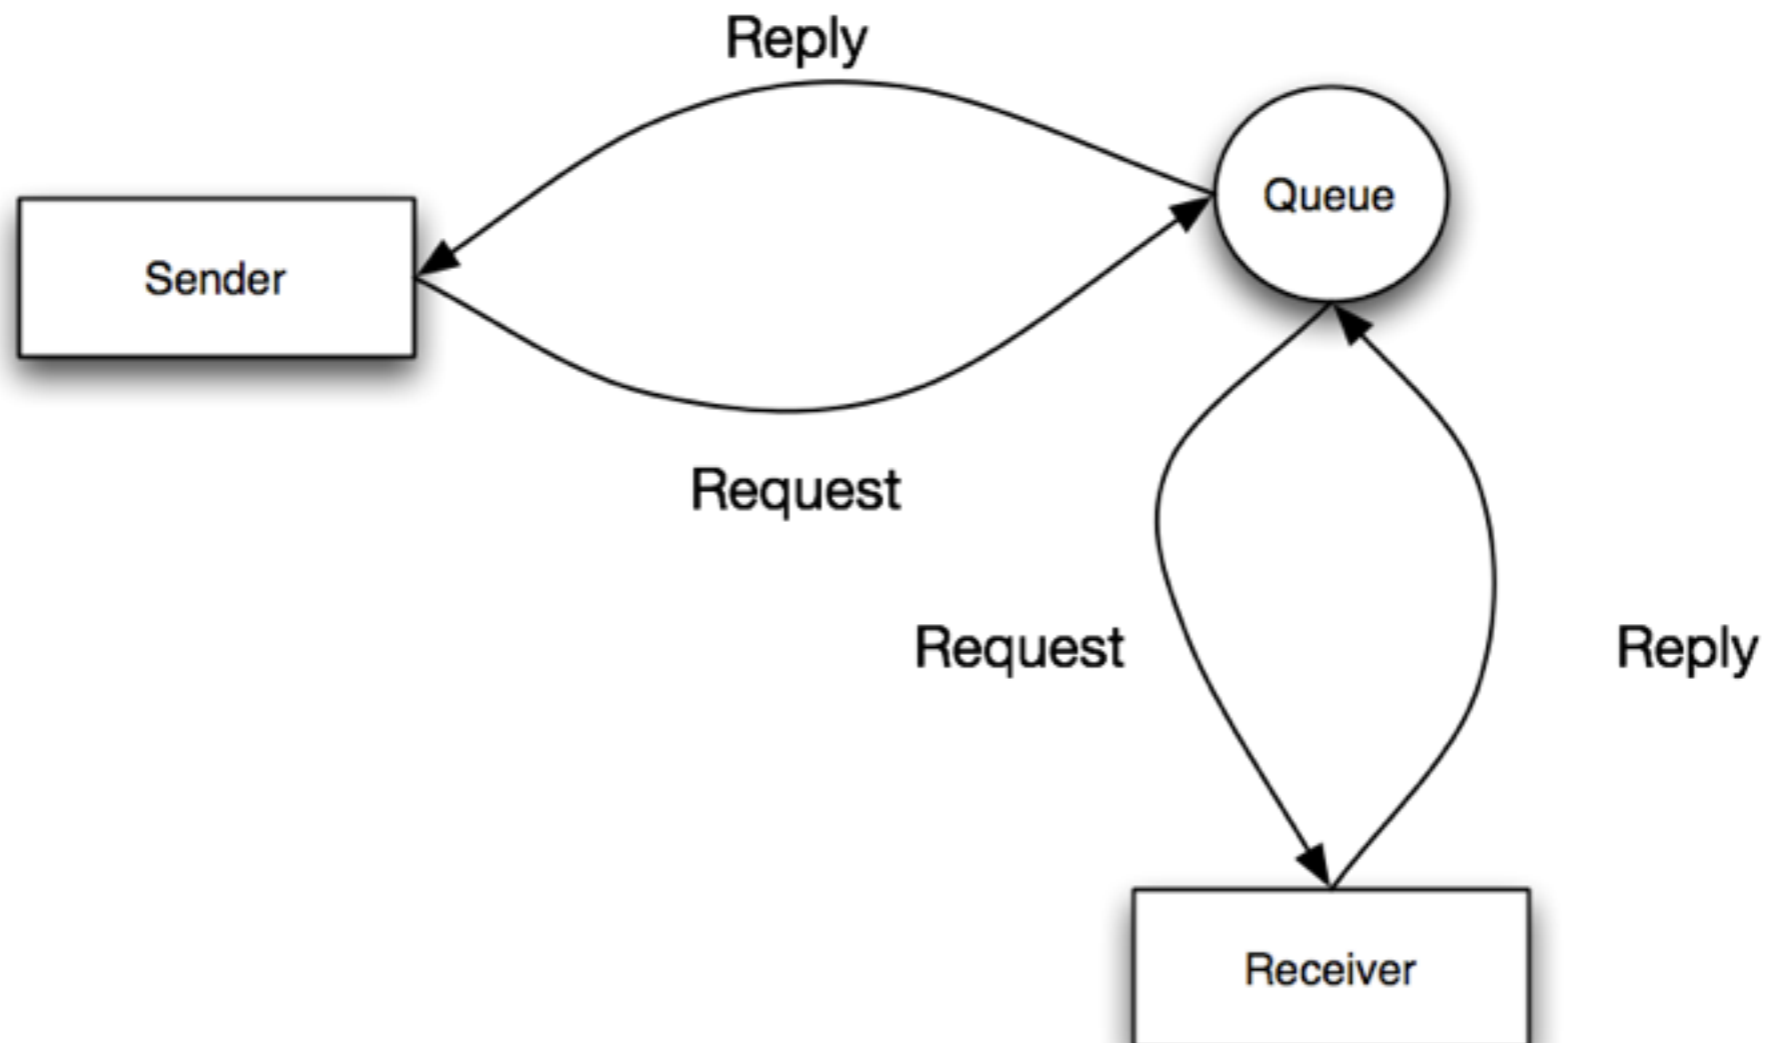 Reply
Queue
Sender
Request
Request
Reply
Receiver